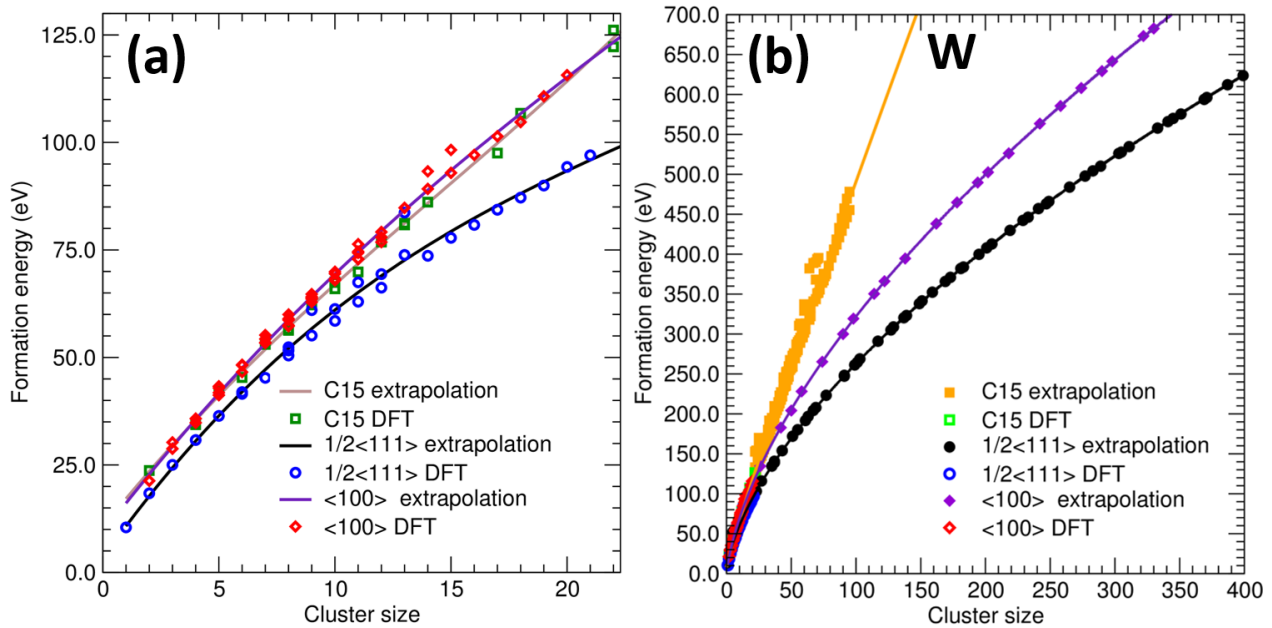 (a)
125.0
100.0
75.0
50.0
25.0
0.0
Formation energy (eV)
C15 extrapolation
C15 DFT
1/2<111> extrapolation
1/2<111> DFT
<100> extrapolation
<100> DFT
0 5 10 15 20
Cluster size
(b) W
700.0
650.0
600.0
550.0
500.0
450.0
400.0
350.0
300.0
250.0
200.0
150.0
100.0
50.0
0.0
Formation energy (eV)
C15 extrapolation
C15 DFT
1/2<111> extrapolation
1/2<111> DFT
<100> extrapolation
<100> DFT
0 50 100 150 200 250 300 350 400
Cluster size